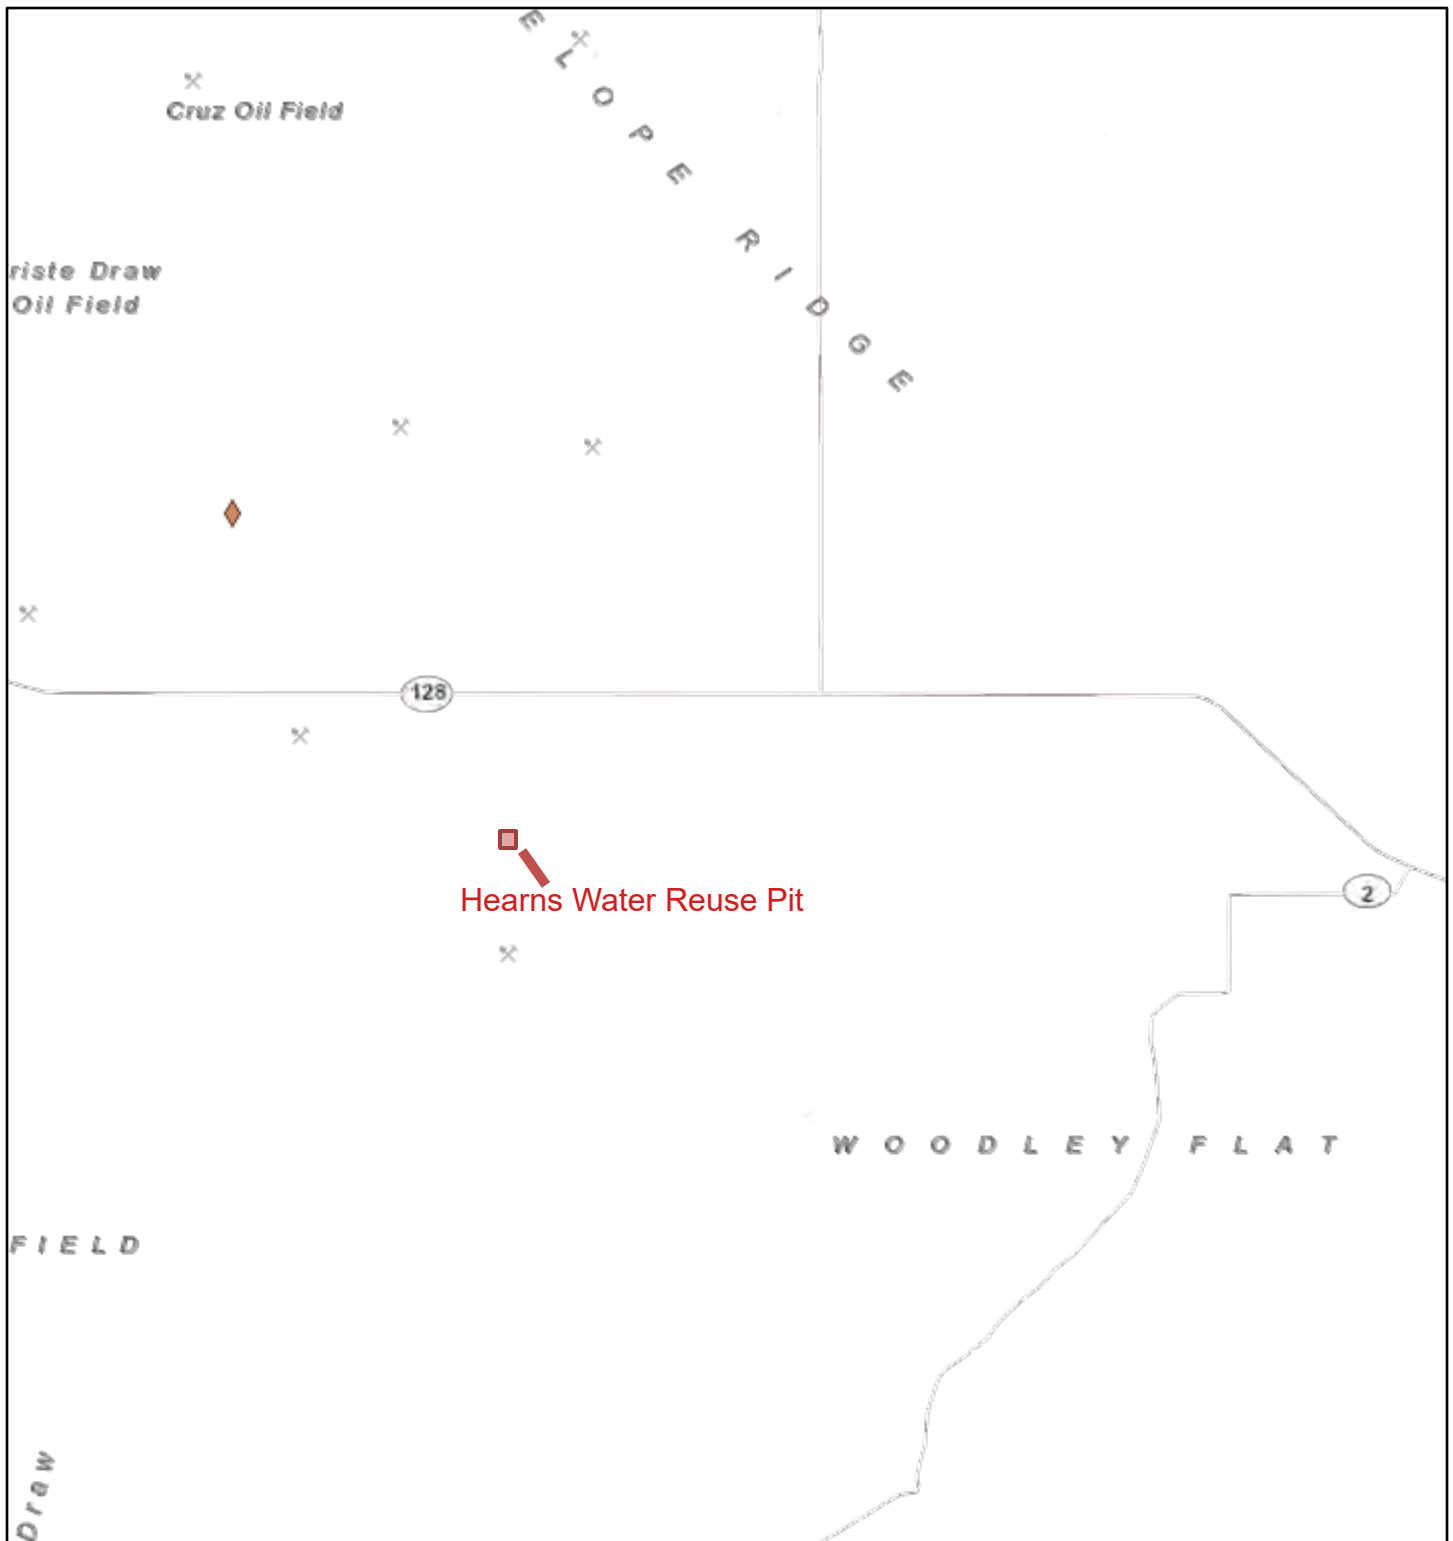 ELOPE RIDGE
Cruz Oil Field
riste Draw
Oil Field
128
Hearns Water Reuse Pit
2
WOODLEY FLAT
FIELD
Draw